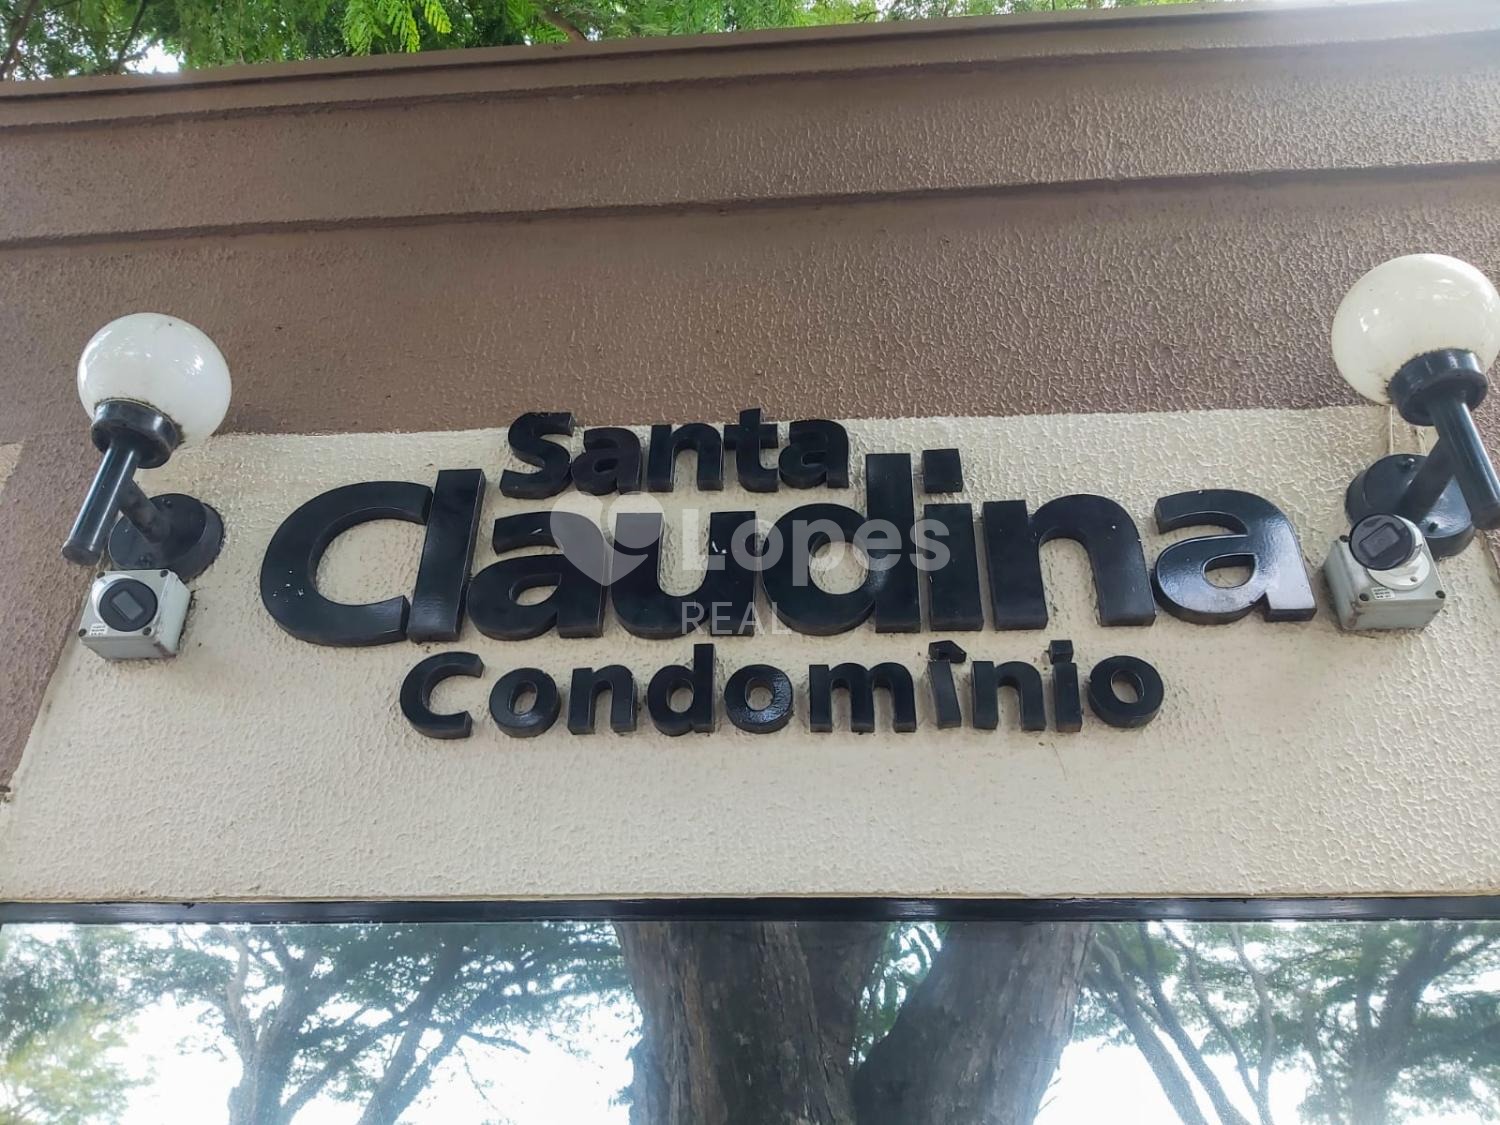 Santa
Claudina
Condomînio
Lopes
REAL